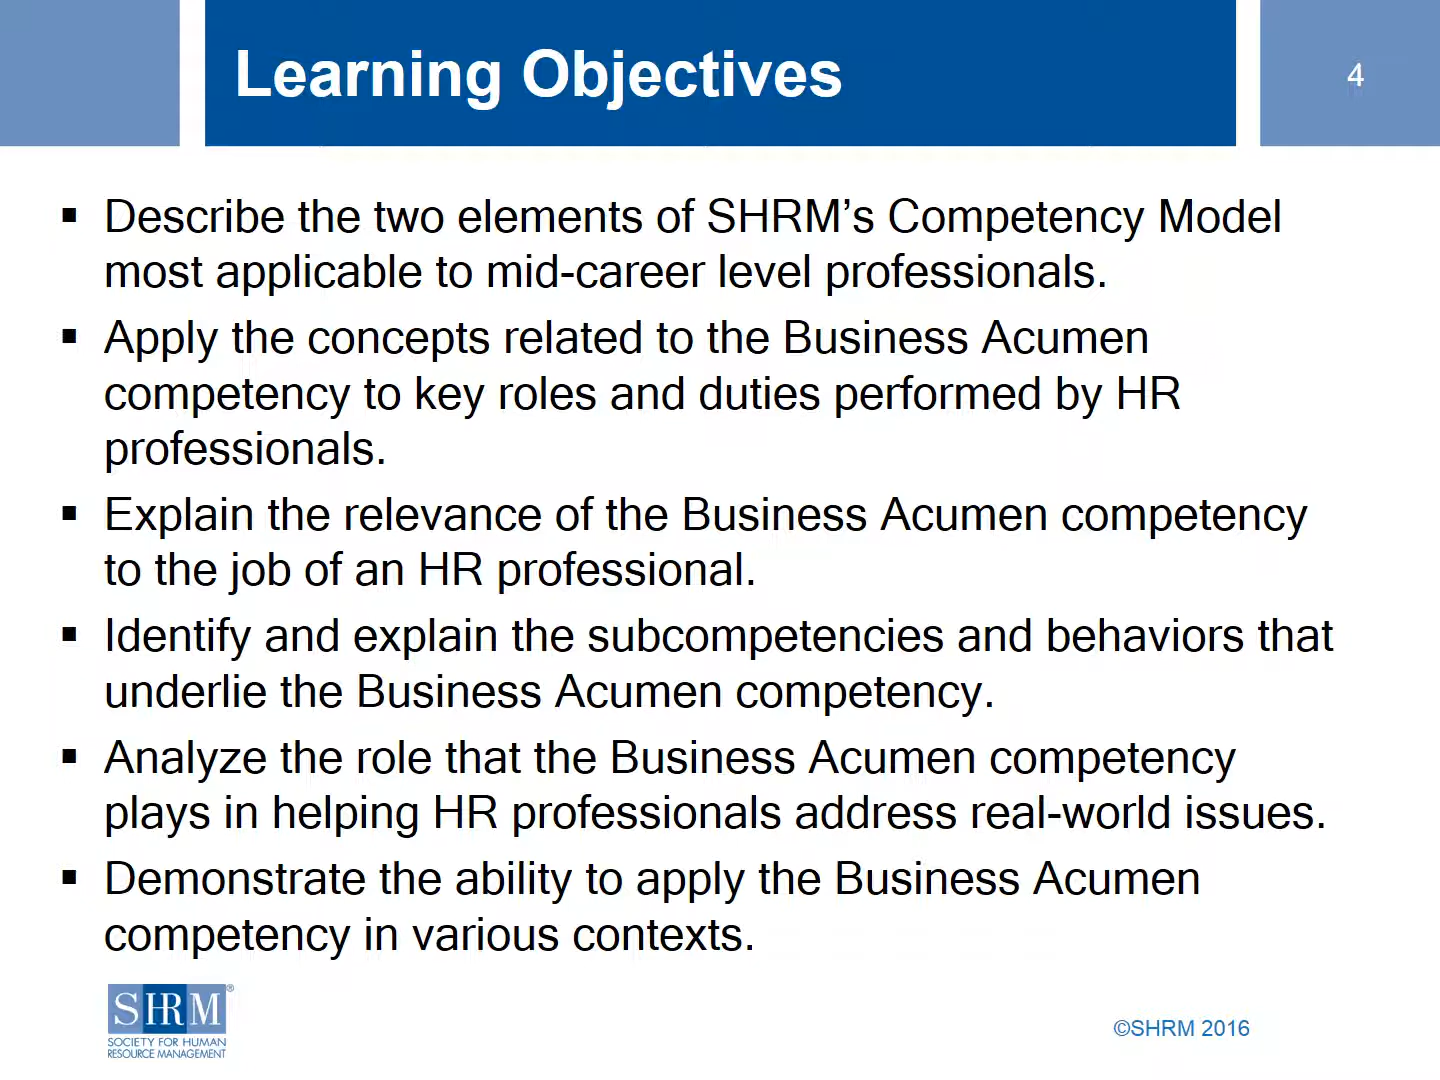 Learning Objectives
4
▪ Describe the two elements of SHRM’s Competency Model
most applicable to mid-career level professionals.
▪ Apply the concepts related to the Business Acumen
competency to key roles and duties performed by HR
professionals.
▪ Explain the relevance of the Business Acumen competency
to the job of an HR professional.
▪ Identify and explain the subcompetencies and behaviors that
underlie the Business Acumen competency.
▪ Analyze the role that the Business Acumen competency
plays in helping HR professionals address real-world issues.
▪ Demonstrate the ability to apply the Business Acumen
competency in various contexts.
SHRM®
SOCIETY FOR HUMAN
RESOURCE MANAGEMENT
©SHRM 2016